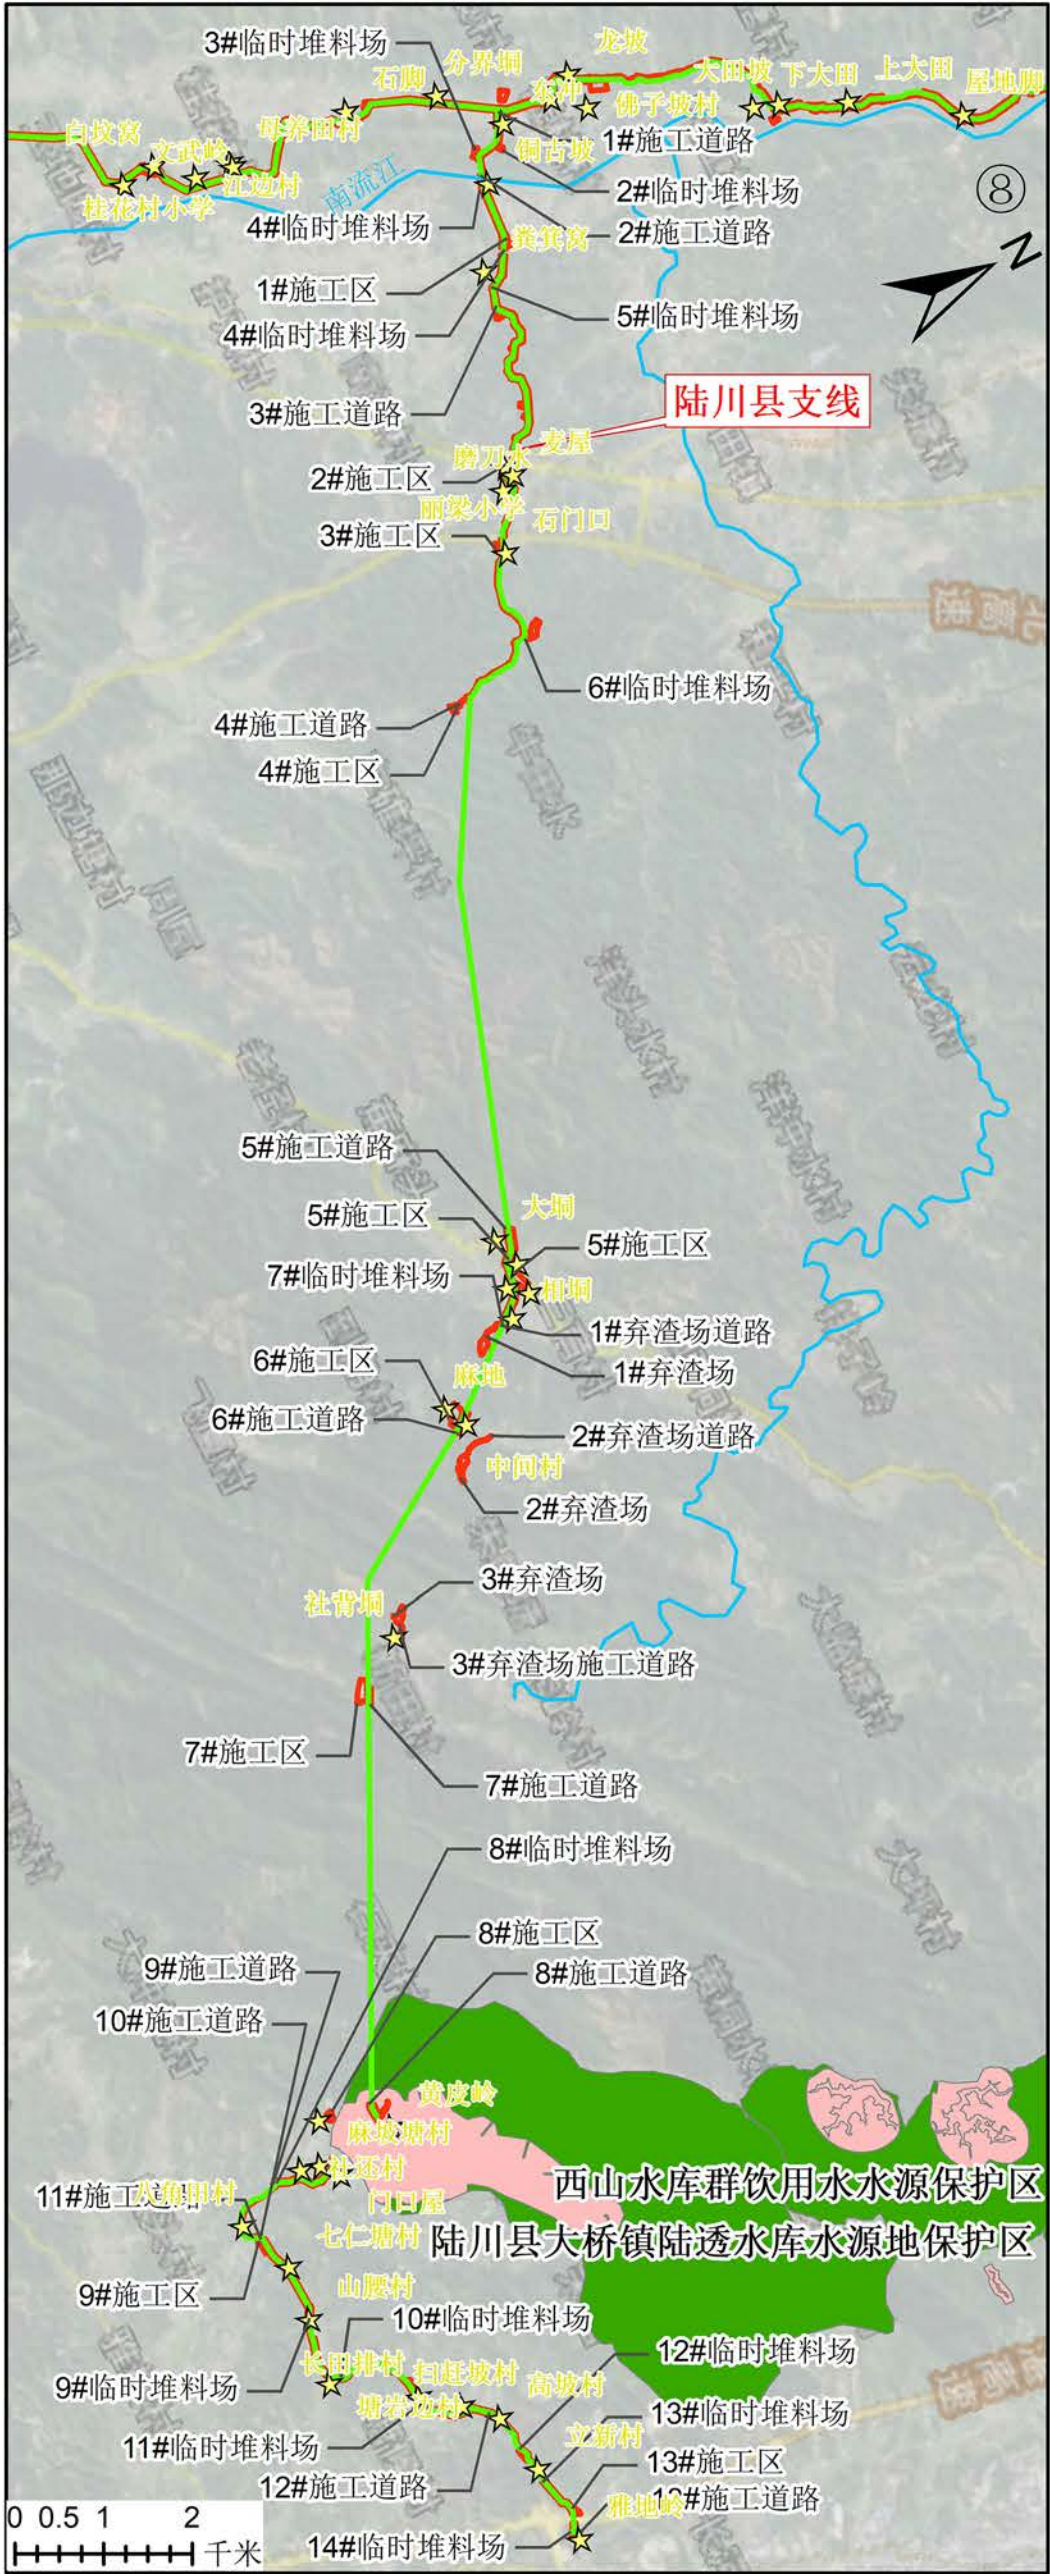 3#临时堆料场
龙坡
分界垌
石脚
东冲
大田坡
下大田
上大田
屋地脚
佛子坡村
母养田村
白坟窝
文武岭
江边村
桂花村小学
铜古坡
1#施工道路
南流江
2#临时堆料场
⑧
4#临时堆料场
2#施工道路
粪箕窝
N
1#施工区
5#临时堆料场
4#临时堆料场
3#施工道路
陆川县支线
麦屋
磨刀水
2#施工区
丽梁小学
石门口
3#施工区
6#临时堆料场
4#施工道路
4#施工区
5#施工道路
大垌
5#施工区
5#施工区
7#临时堆料场
相垌
1#弃渣场道路
6#施工区
1#弃渣场
麻地
6#施工道路
2#弃渣场道路
中间村
2#弃渣场
3#弃渣场
社背垌
3#弃渣场施工道路
7#施工区
7#施工道路
8#临时堆料场
8#施工区
9#施工道路
8#施工道路
10#施工道路
黄皮岭
麻坡塘村
社还村
西山水库群饮用水水源保护区
11#施工
八角田村
门口屋
七仁塘村
陆川县大桥镇陆透水库水源地保护区
9#施工区
山腰村
10#临时堆料场
12#临时堆料场
长田排村
扫赶坡村
高坡村
9#临时堆料场
塘岩边村
13#临时堆料场
立新村
11#临时堆料场
13#施工区
12#施工道路
雅地岭
#施工道路
14#临时堆料场
0 0.5 1 2
千米